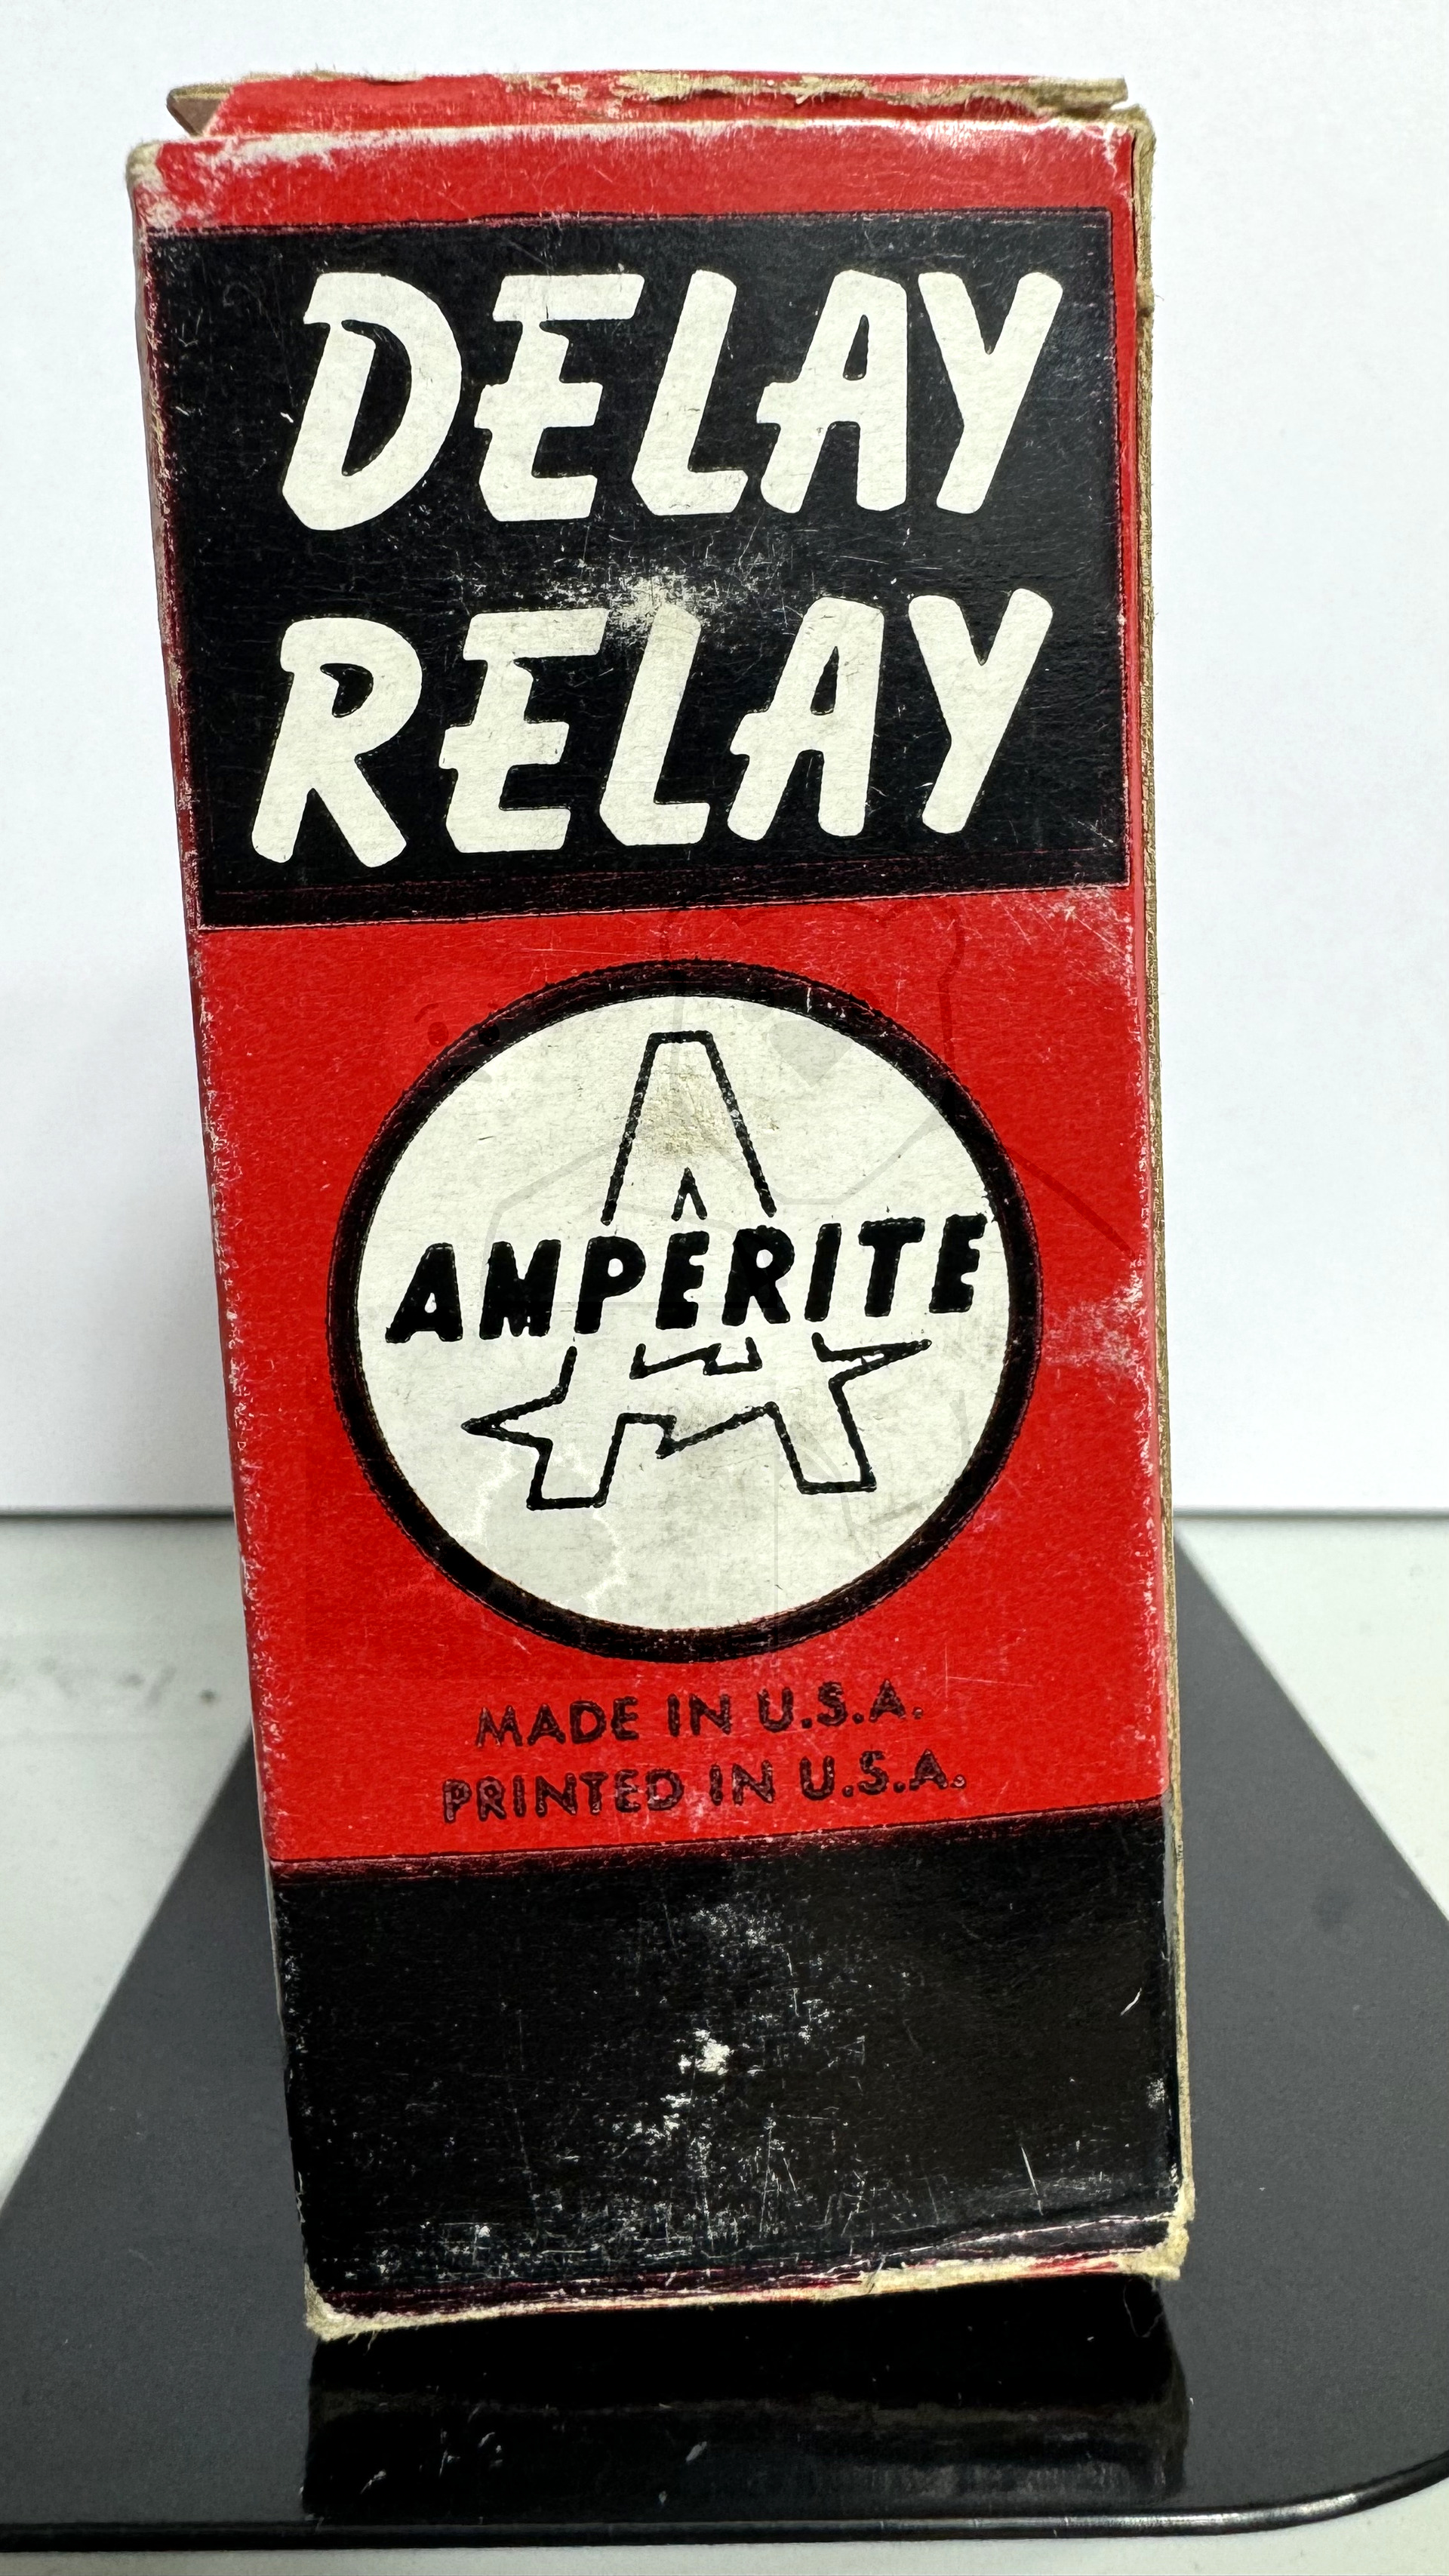 DELAY
RELAY
AMPERITE
MADE IN U.S.A.
PRINTED IN U.S.A.